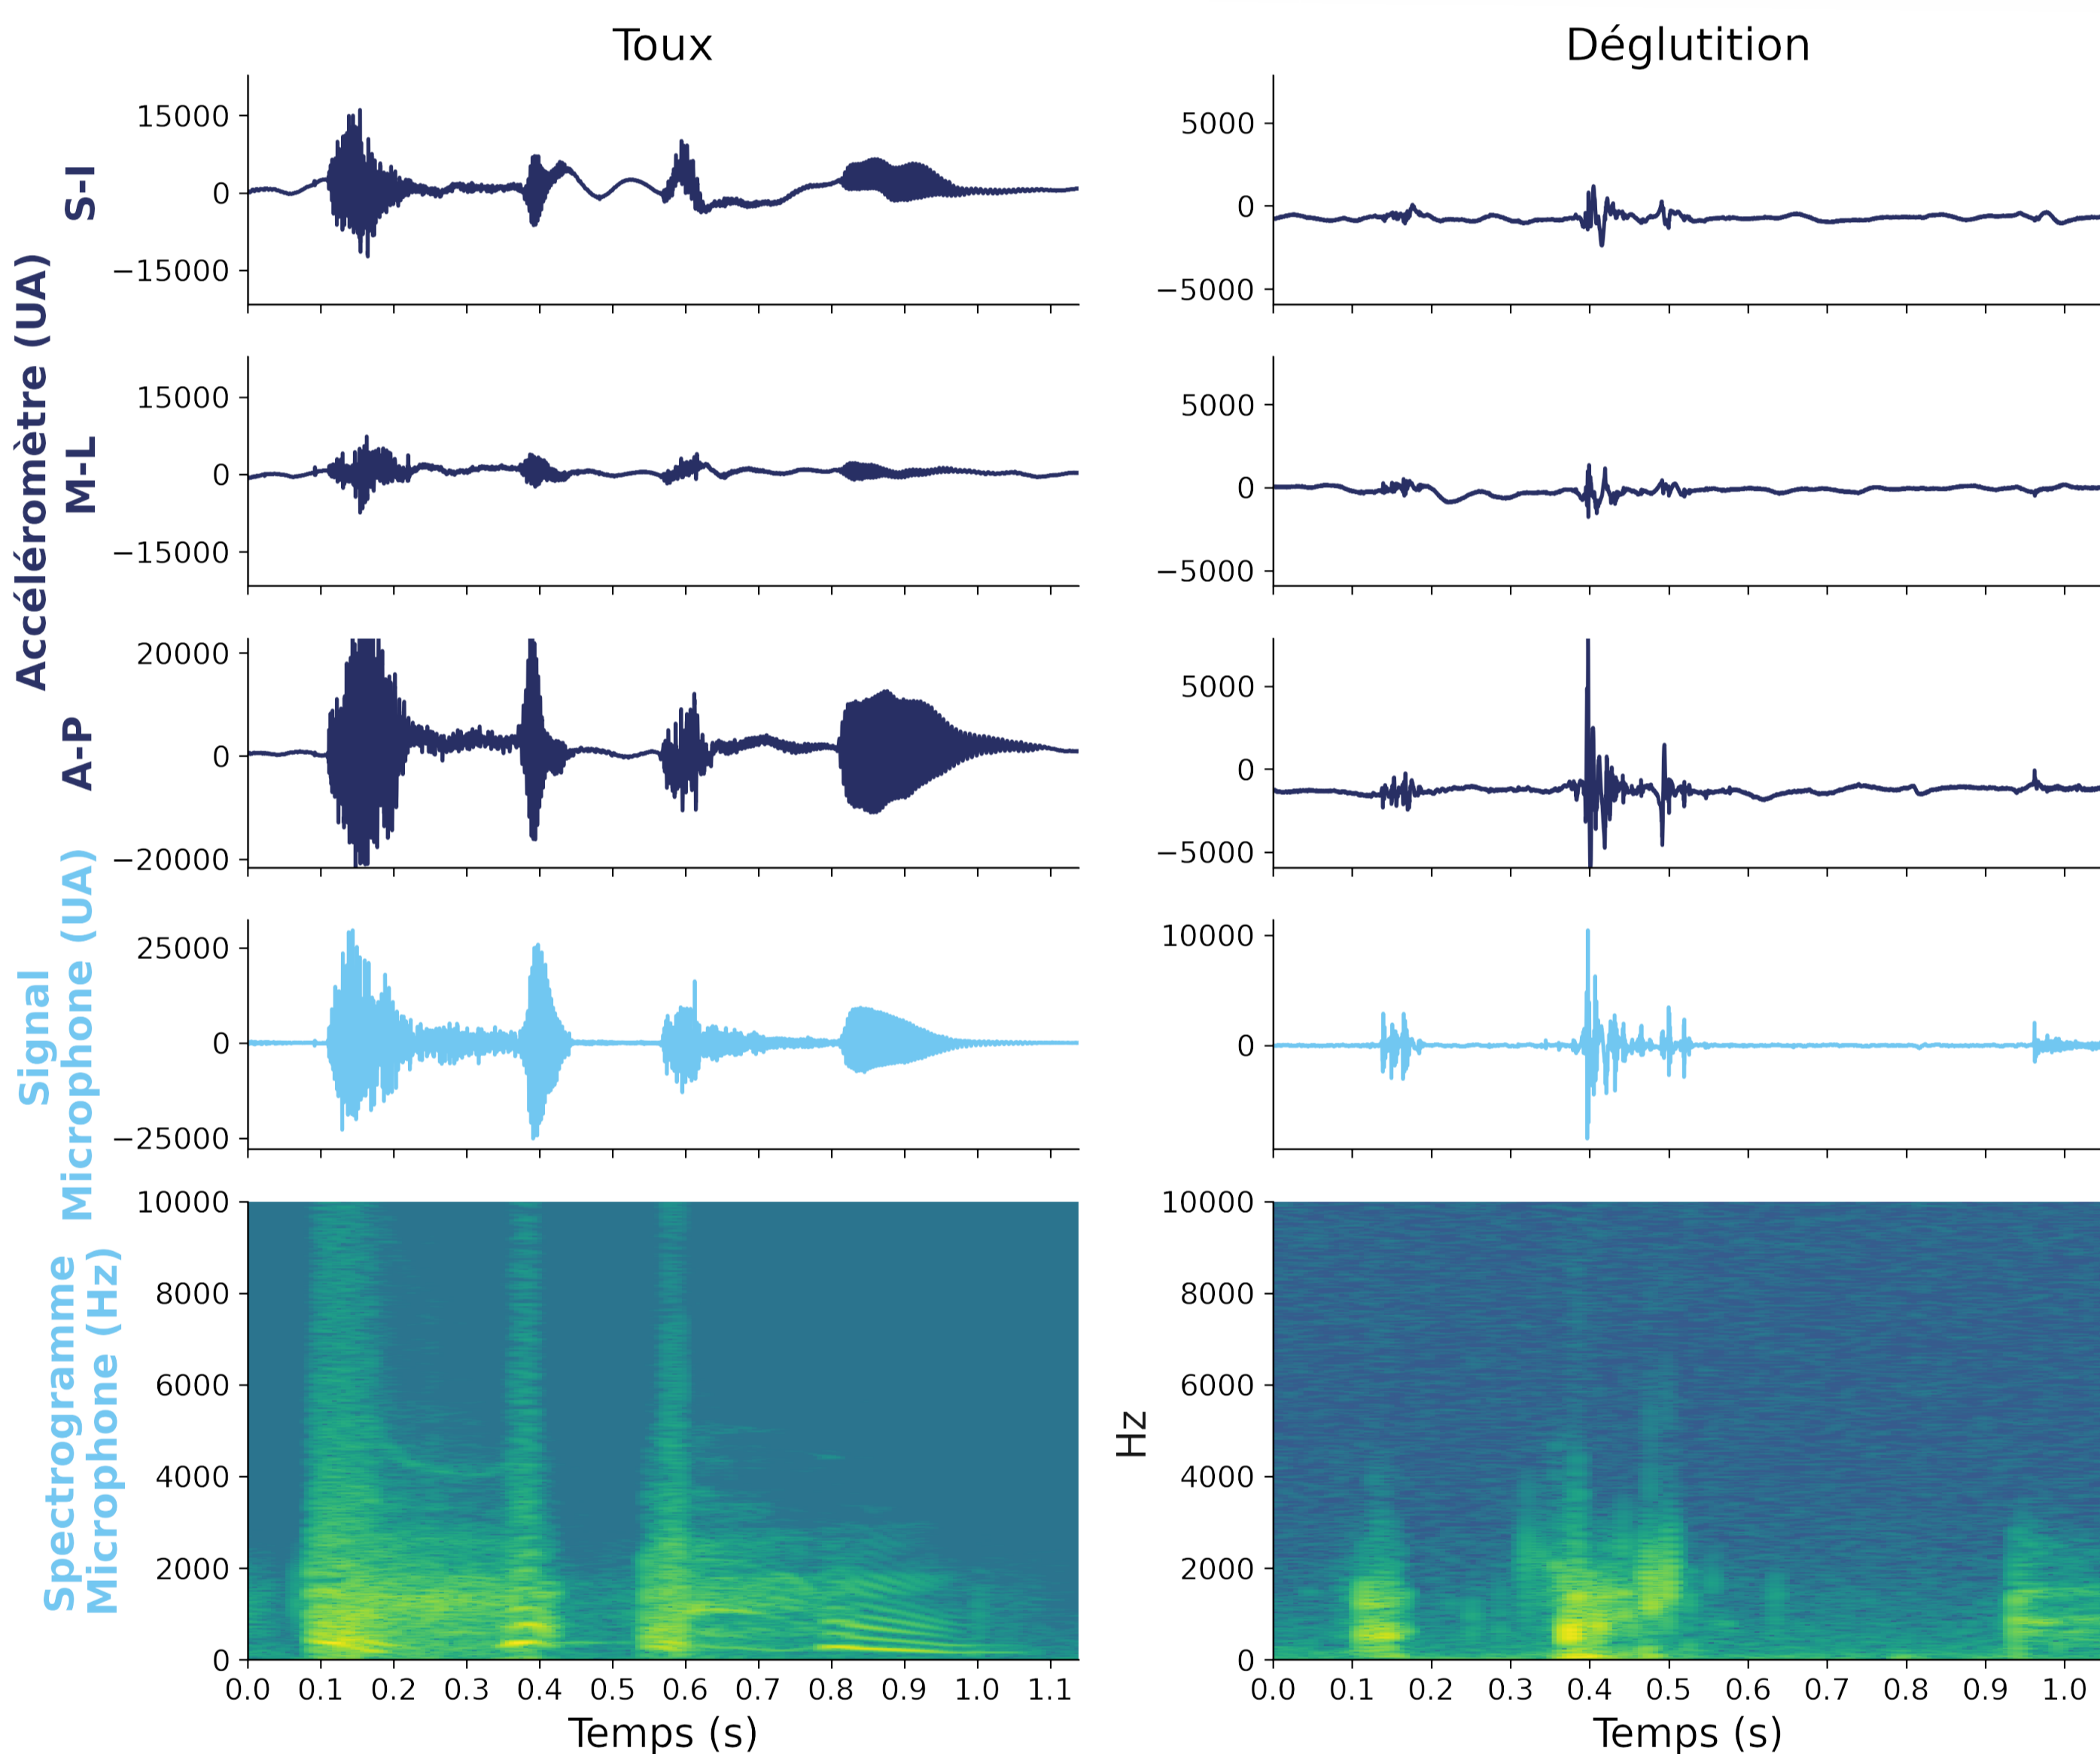 Toux
Déglutition
Accéléromètre (UA)
S-I
15000
0
−15000
5000
0
−5000
M-L
15000
0
−15000
5000
0
−5000
A-P
20000
0
−20000
5000
0
−5000
Signal
Microphone (UA)
25000
0
−25000
10000
0
Spectrogramme
Microphone (Hz)
10000
8000
6000
4000
2000
0
Hz
10000
8000
6000
4000
2000
0
0.0 0.1 0.2 0.3 0.4 0.5 0.6 0.7 0.8 0.9 1.0 1.1
0.0 0.1 0.2 0.3 0.4 0.5 0.6 0.7 0.8 0.9 1.0
Temps (s)
Temps (s)